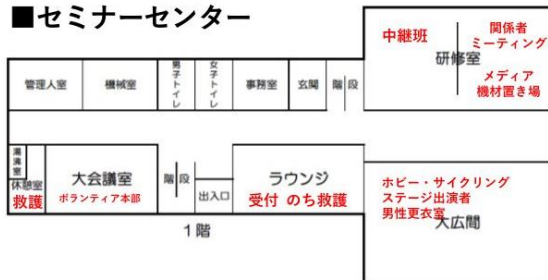 ■セミナーセンター
中継班
関係者
ミーティング
研修室
メディア
機材置き場
管理人室
機械室
男子トイレ
女子トイレ
事務室
玄関
階段
湯沸室
休憩室
救護
大会議室
ボランティア本部
階段
出入口
ラウンジ
受付 のち救護
ホビー・サイクリング
ステージ出演者
男性更衣室
大広間
1階